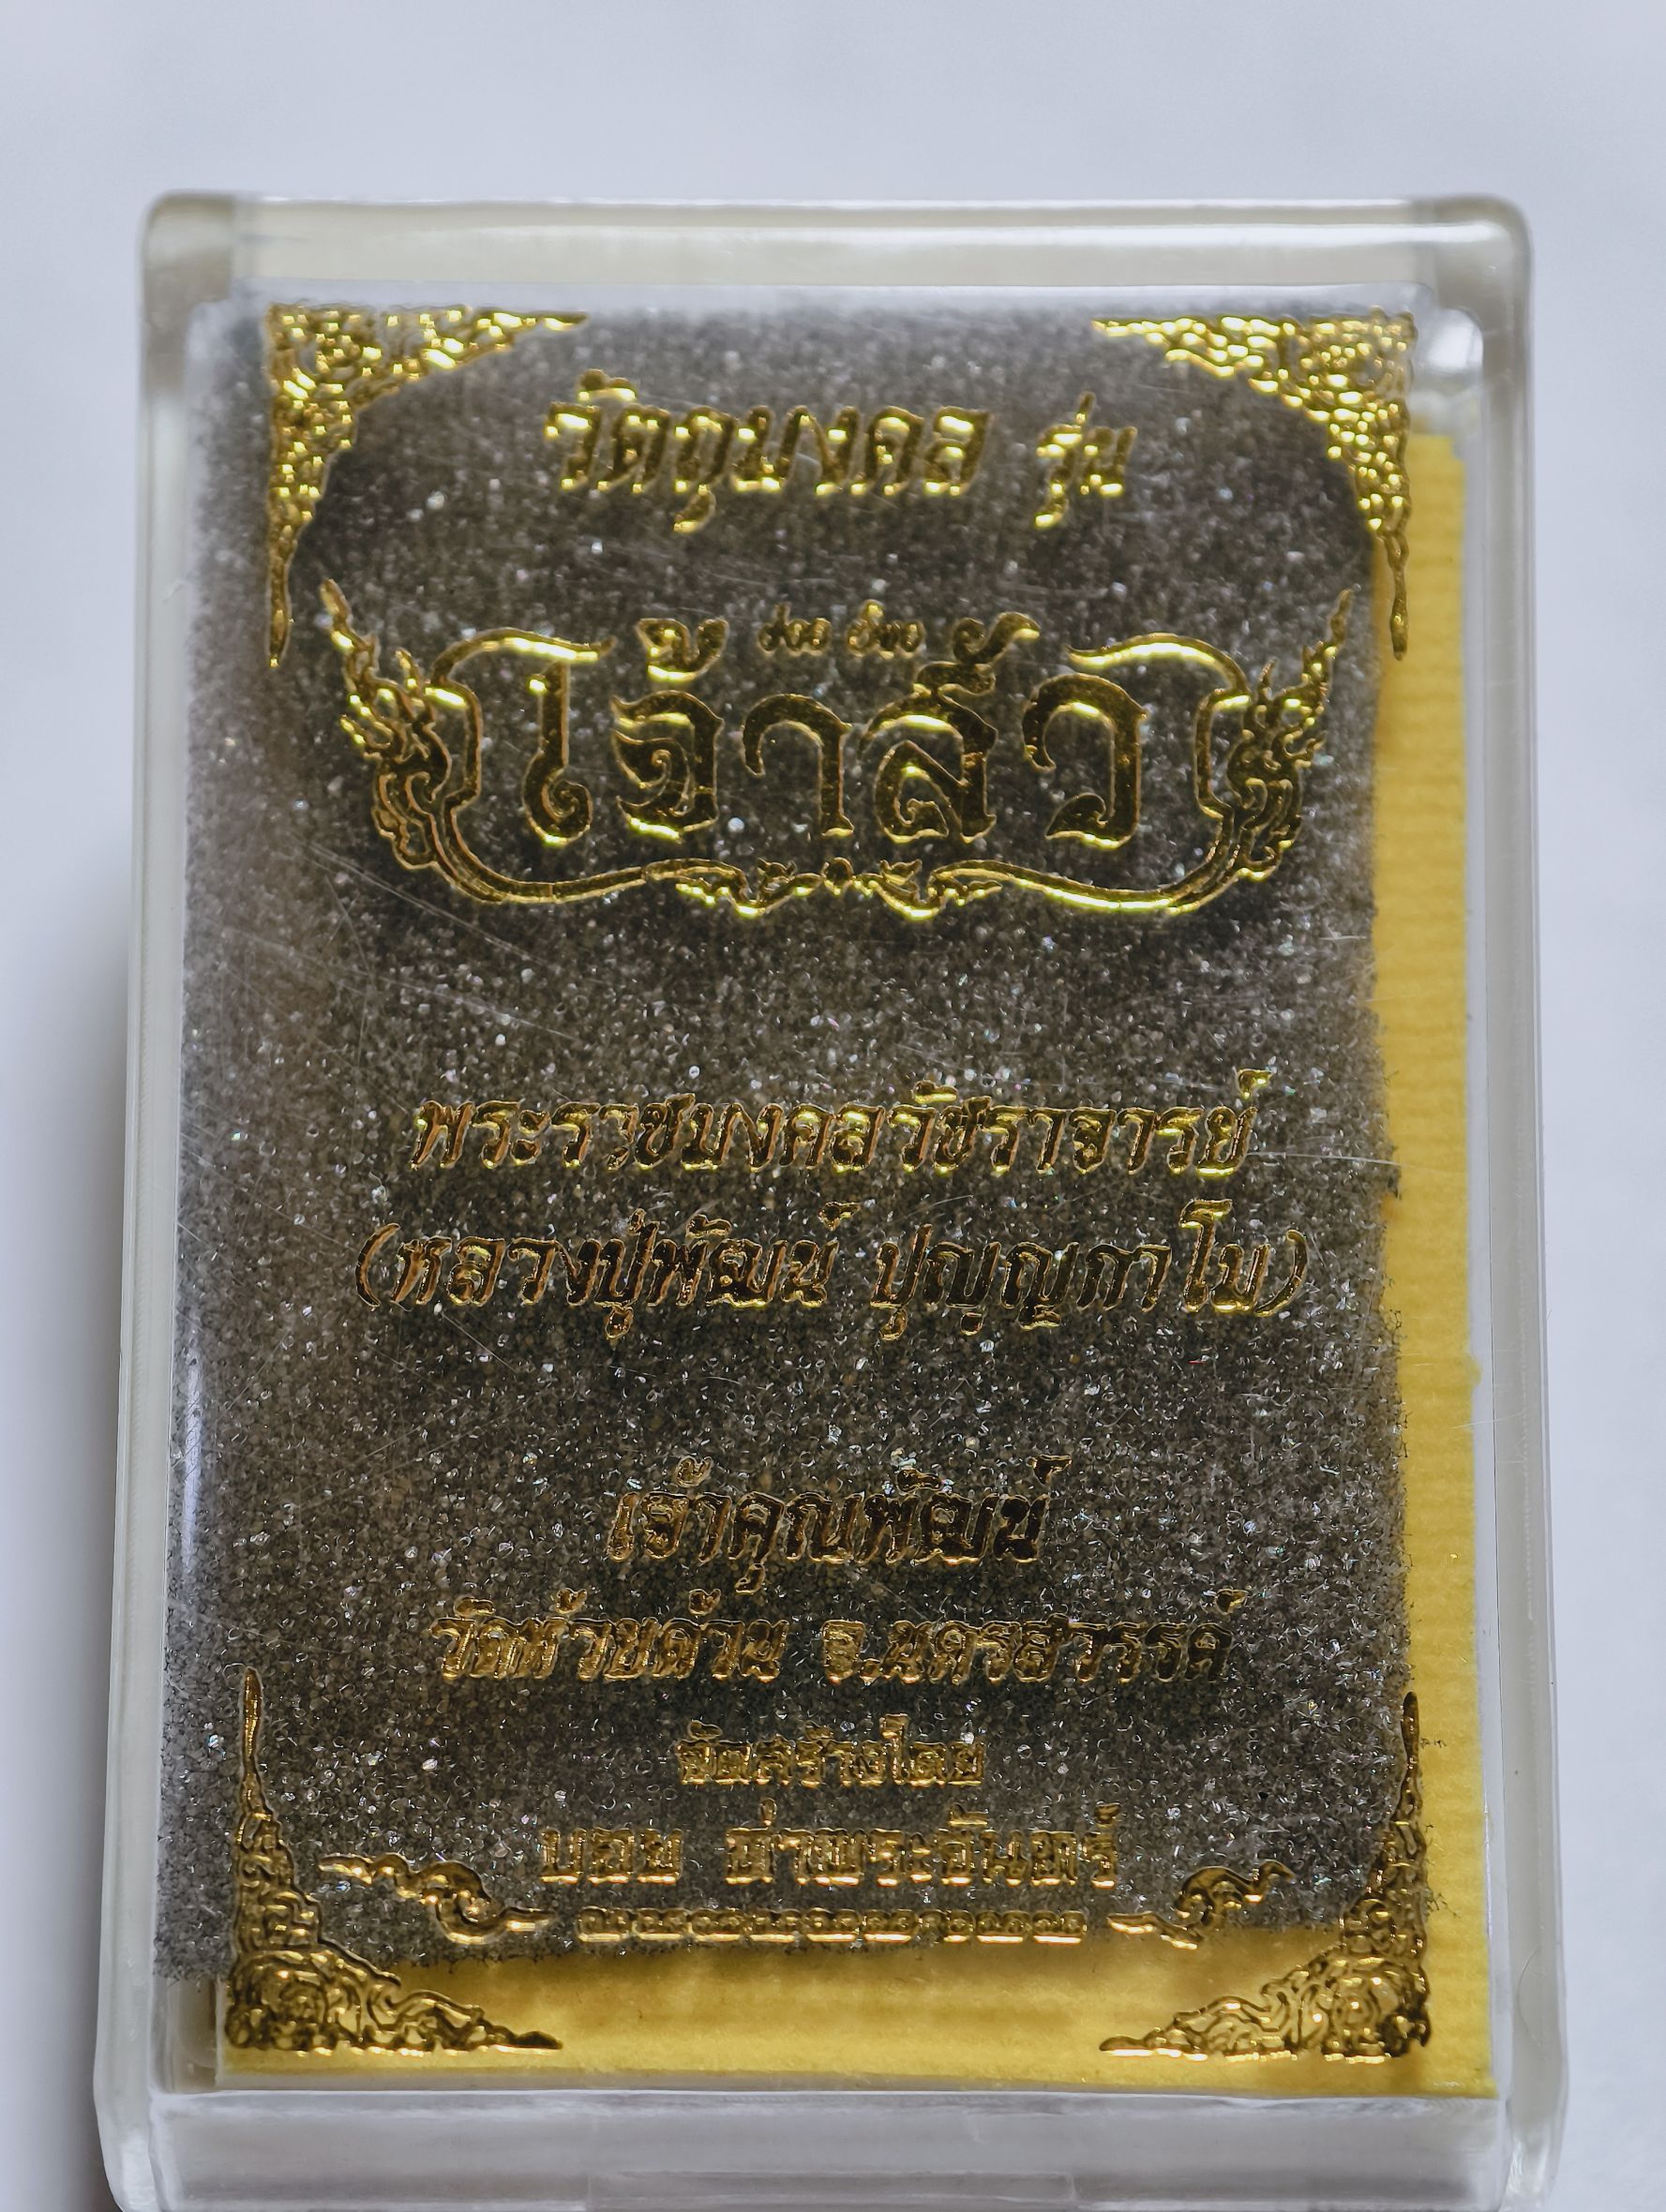 วัตถุมงคล รุ่น
เจ้าสัว
พระราชมงคลวัชราจารย์
(หลวงปู่พัฒน์ ปุญฺญกาโม)
เจ้าคุณพัฒน์
วัดห้วยด้วน จ.นครสวรรค์
จัดสร้างโดย
บอย ท่าพระจันทร์